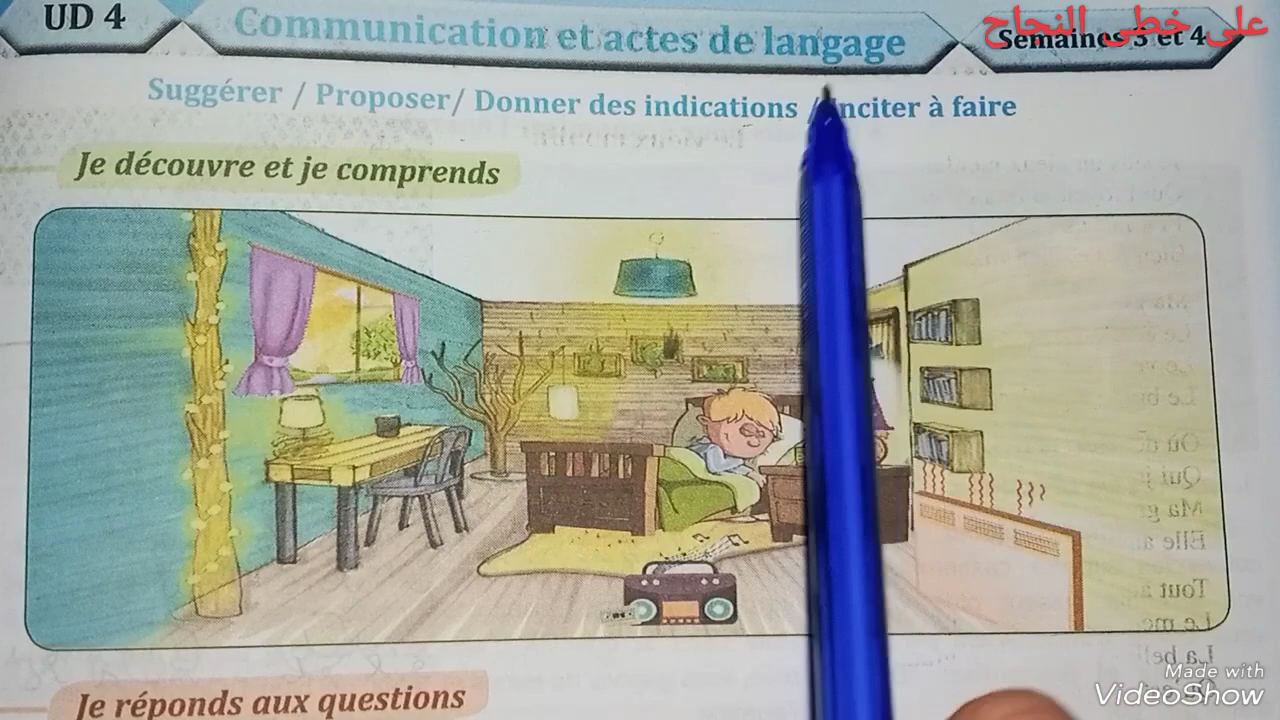 UD 4
Communication et actes de langage
Semaines 3 et 4
على خطى النجاح
Suggérer / Proposer/ Donner des indications / Inciter à faire
Je découvre et je comprends
Je réponds aux questions
Made with
VideoShow